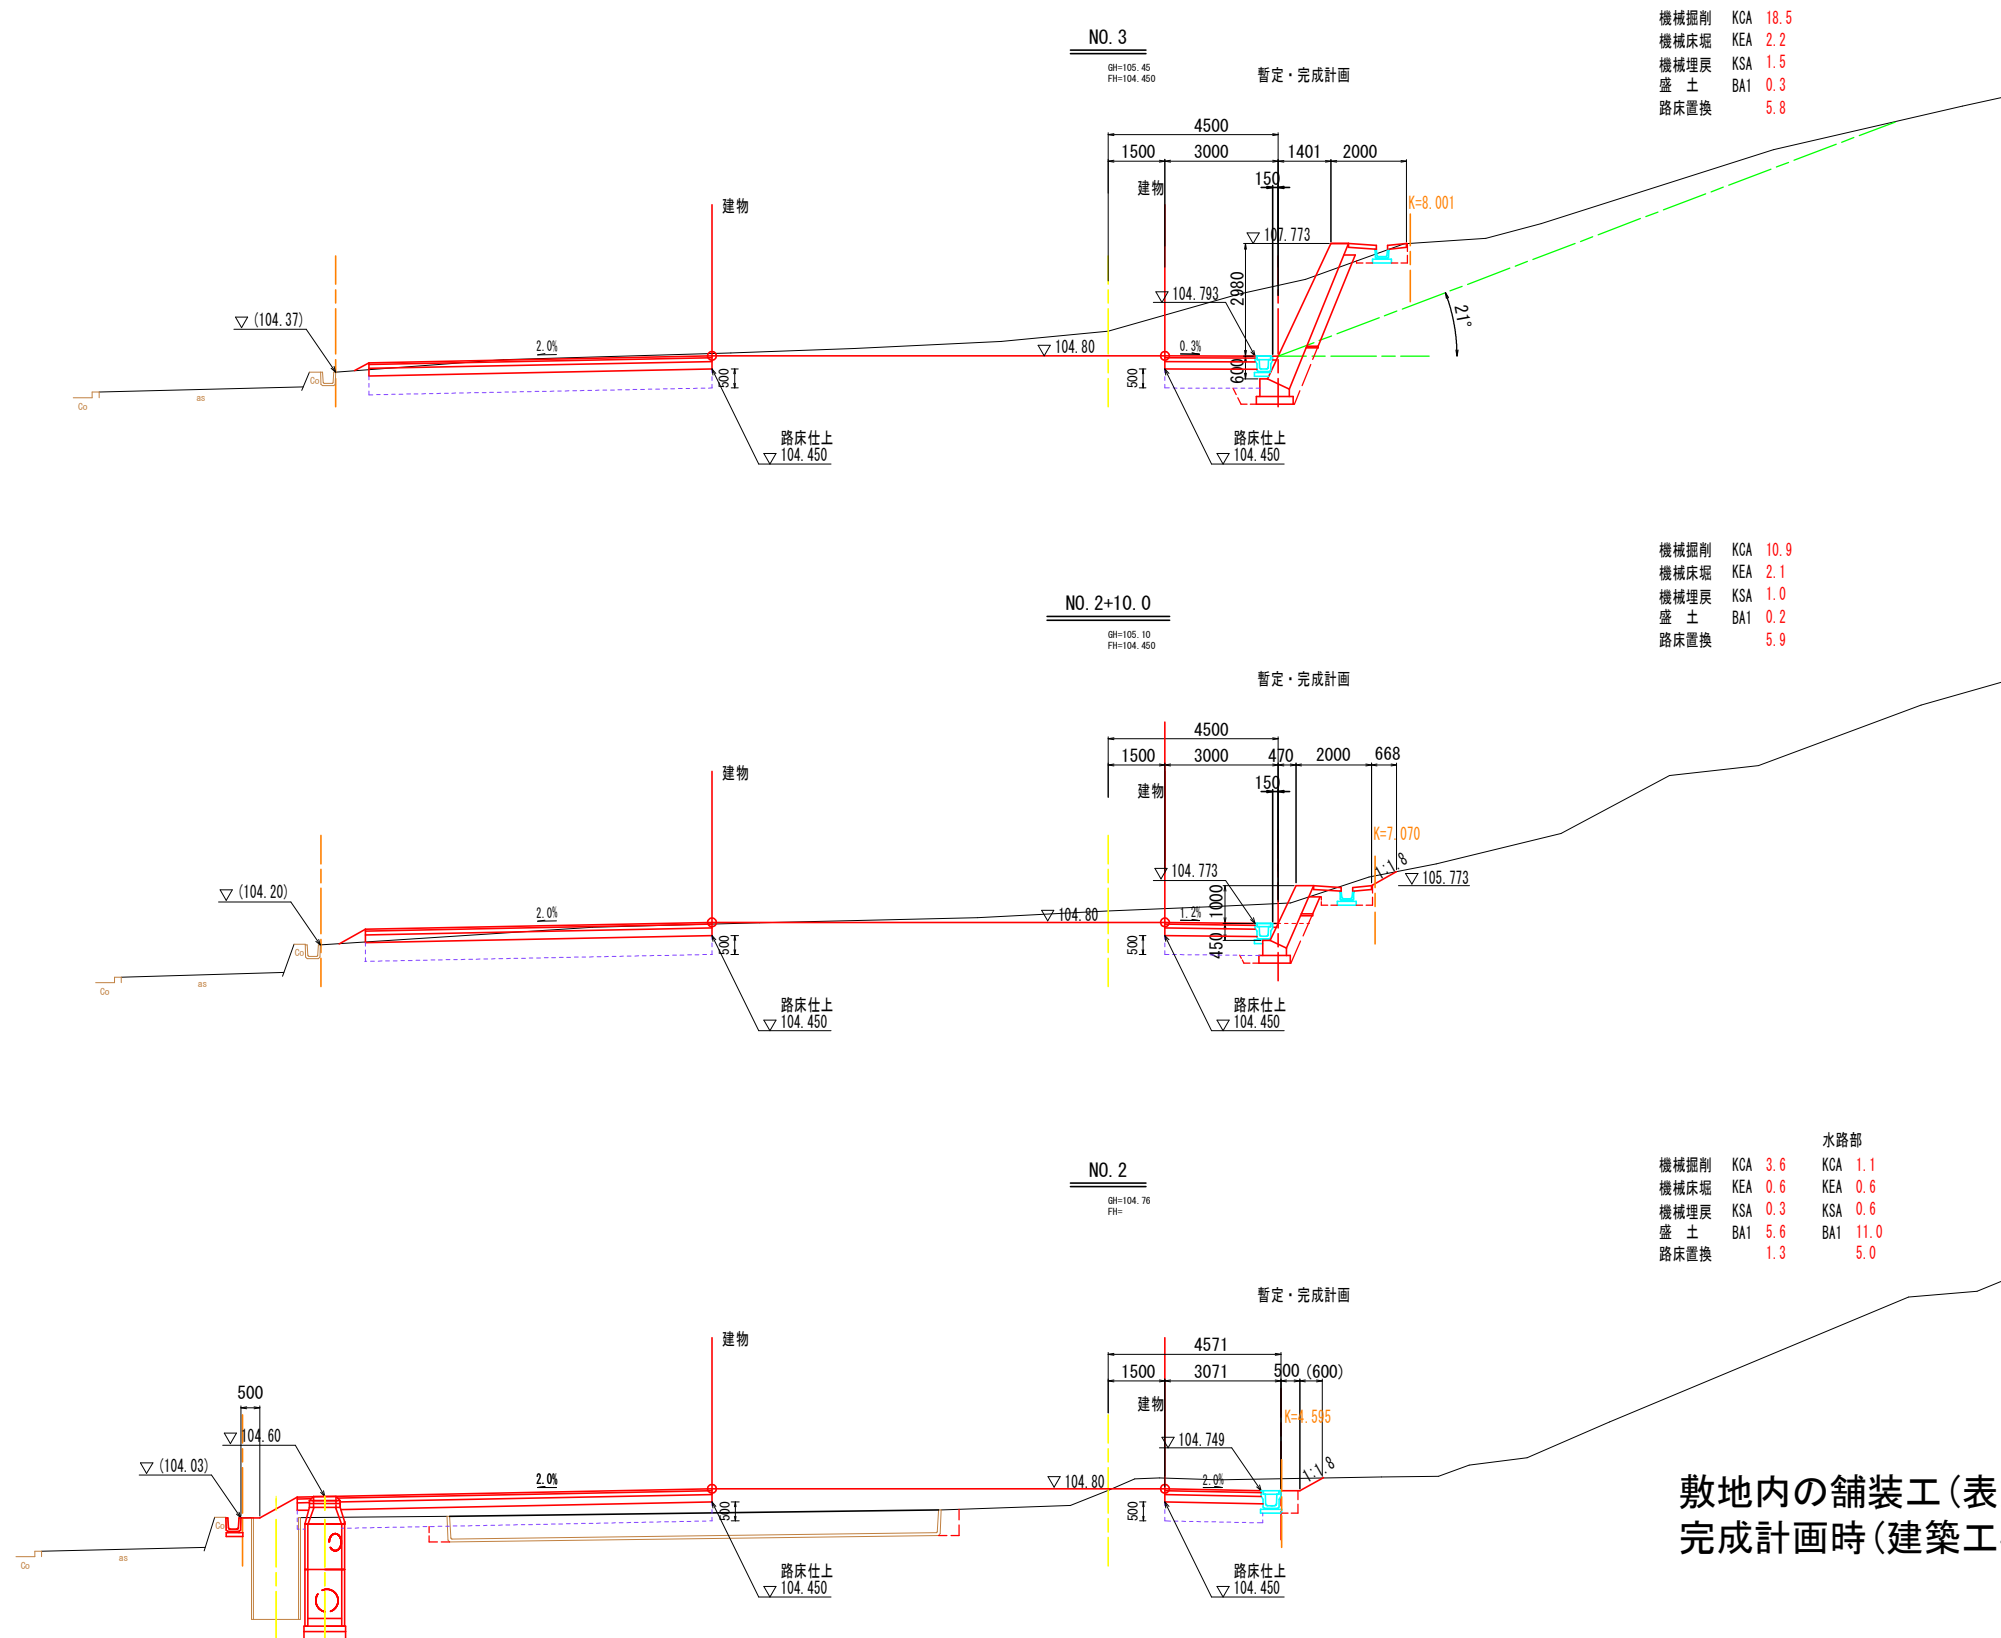 NO. 3
GH=105.45
FH=104.450
暫定・完成計画
機械掘削 KCA 18.5
機械床堀 KEA 2.2
機械埋戻 KSA 1.5
盛 土 BA1 0.3
路床置換 5.8
4500
1500 3000 1401 2000
150
建物
建物
K=8.001
107.773
2980
104.793
(104.37)
2.0%
104.80
0.3%
600
21°
500
500
Co
Co
as
路床仕上
104.450
路床仕上
104.450
NO. 2+10.0
GH=105.10
FH=104.450
暫定・完成計画
機械掘削 KCA 10.9
機械床堀 KEA 2.1
機械埋戻 KSA 1.0
盛 土 BA1 0.2
路床置換 5.9
4500
1500 3000 470 2000 668
150
建物
建物
K=7.070
1:1.8
104.773
105.773
1000
(104.20)
2.0%
104.80
1.2%
450
500
500
Co
Co
as
路床仕上
104.450
路床仕上
104.450
NO. 2
GH=104.76
FH=
暫定・完成計画
水路部
機械掘削 KCA 3.6 KCA 1.1
機械床堀 KEA 0.6 KEA 0.6
機械埋戻 KSA 0.3 KSA 0.6
盛 土 BA1 5.6 BA1 11.0
路床置換 1.3 5.0
4571
1500 3071 500 (600)
建物
建物
500
K=4.595
104.60
104.749
(104.03)
2.0%
104.80
2.0%
1:1.8
500
500
Co
Co
as
路床仕上
104.450
路床仕上
104.450
敷地内の舗装工(表
完成計画時(建築工